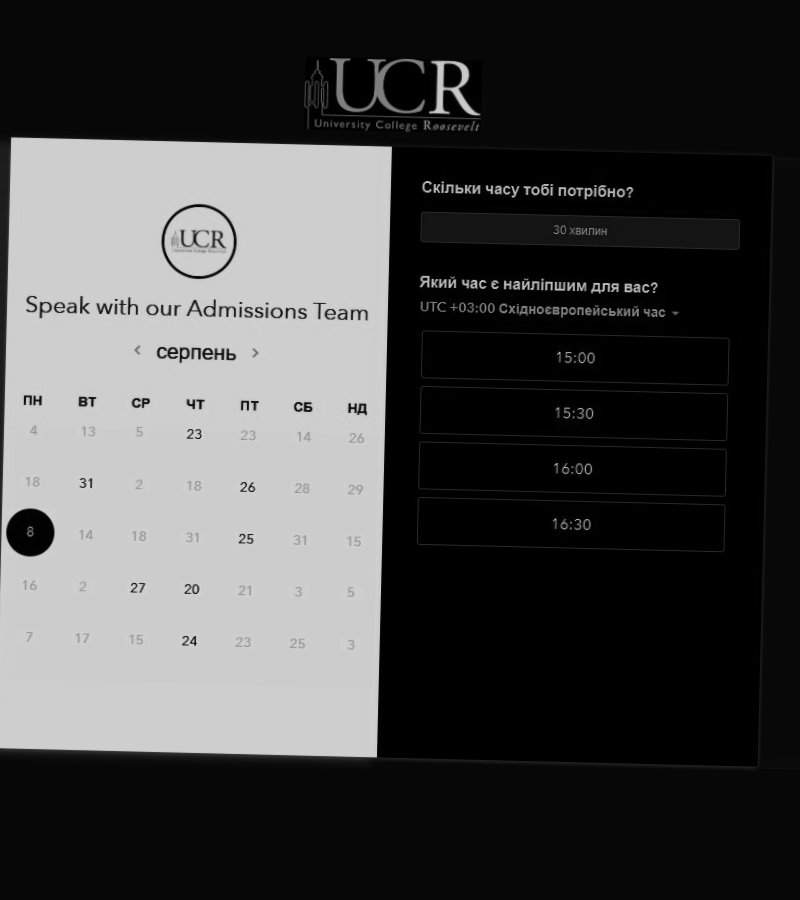 UCR
University College Roosevelt
UCR
University College Roosevelt
Speak with our Admissions Team
серпень
ПН ВТ СР ЧТ ПТ СБ НД
4 13 5 23 23 14 26
18 31 2 18 26 28 29
8 14 18 31 25 31 15
16 2 27 20 21 3 5
7 17 15 24 23 25 3
Скільки часу тобі потрібно?
30 хвилин
Який час є найліпшим для вас?
UTC +03:00 Східноєвропейський час
15:00
15:30
16:00
16:30